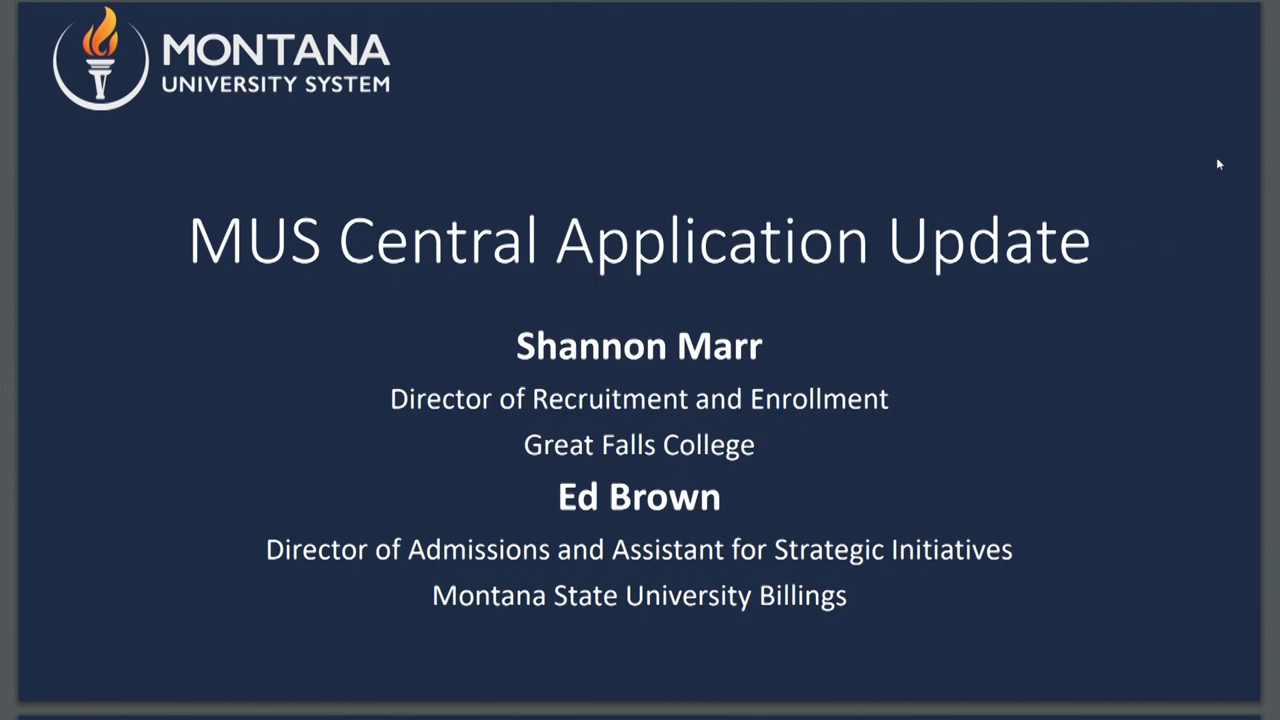 MONTANA
UNIVERSITY SYSTEM
MUS Central Application Update
Shannon Marr
Director of Recruitment and Enrollment
Great Falls College
Ed Brown
Director of Admissions and Assistant for Strategic Initiatives
Montana State University Billings